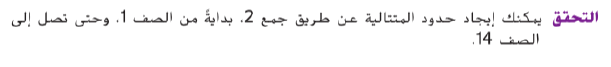 التحقق يمكنك إيجاد حدود المتتالية عن طريق جمع 2. بدايةً من الصف 1. وحتى تصل إلى
الصف 14.